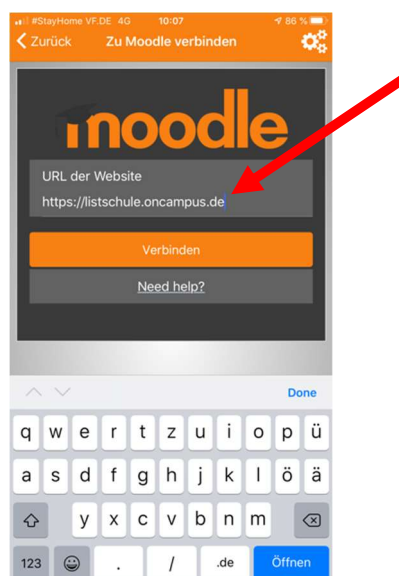 #StayHome VF.DE 4G 10:07 86 %
Zurück Zu Moodle verbinden
moodle
URL der Website
https://listschule.oncampus.de
Verbinden
Need help?
Done
q w e r t z u i o p ü
a s d f g h j k l ö ä
y x c v b n m
123 . / .de Öffnen